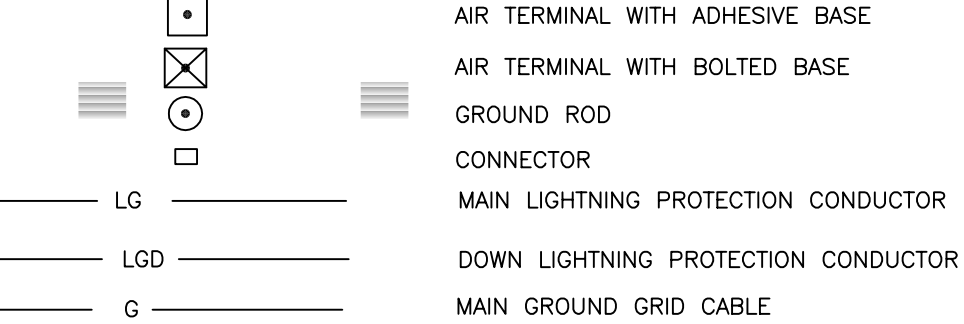 AIR TERMINAL WITH ADHESIVE BASE
AIR TERMINAL WITH BOLTED BASE
GROUND ROD
CONNECTOR
LG MAIN LIGHTNING PROTECTION CONDUCTOR
LGD DOWN LIGHTNING PROTECTION CONDUCTOR
G MAIN GROUND GRID CABLE